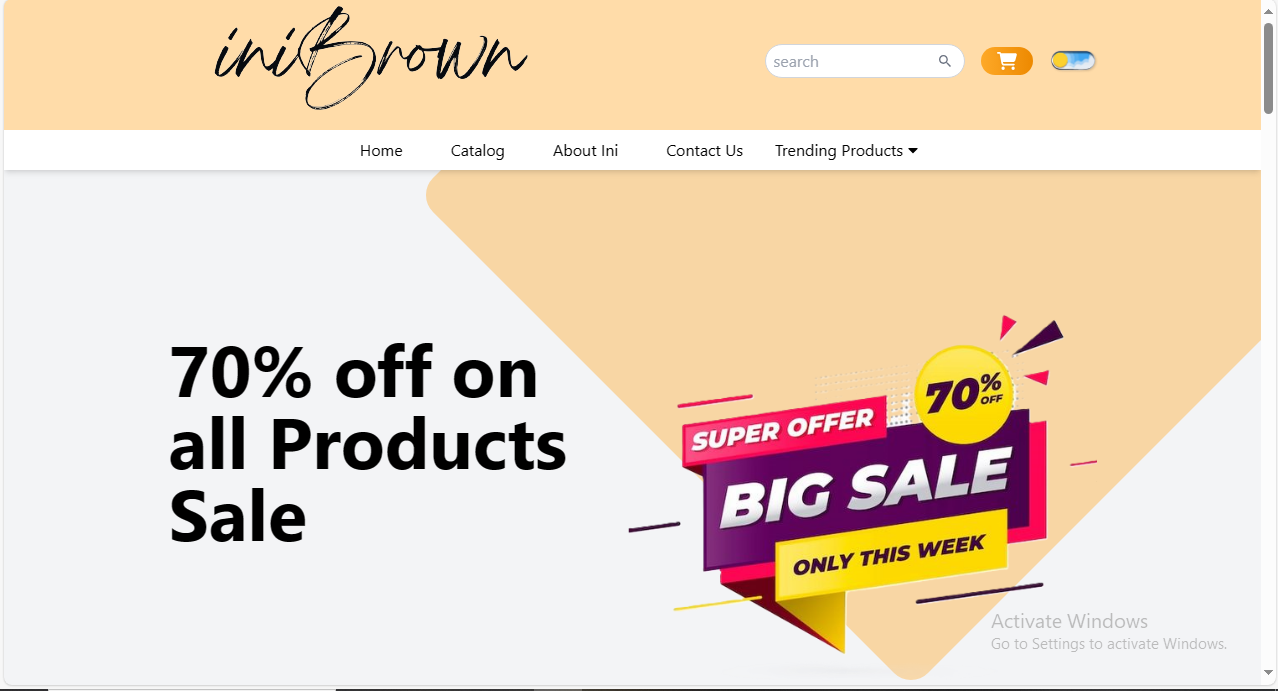 iniBrown
search
Home Catalog About Ini Contact Us Trending Products
70% off on
all Products
Sale
70%
OFF
SUPER OFFER
BIG SALE
ONLY THIS WEEK
Activate Windows
Go to Settings to activate Windows.